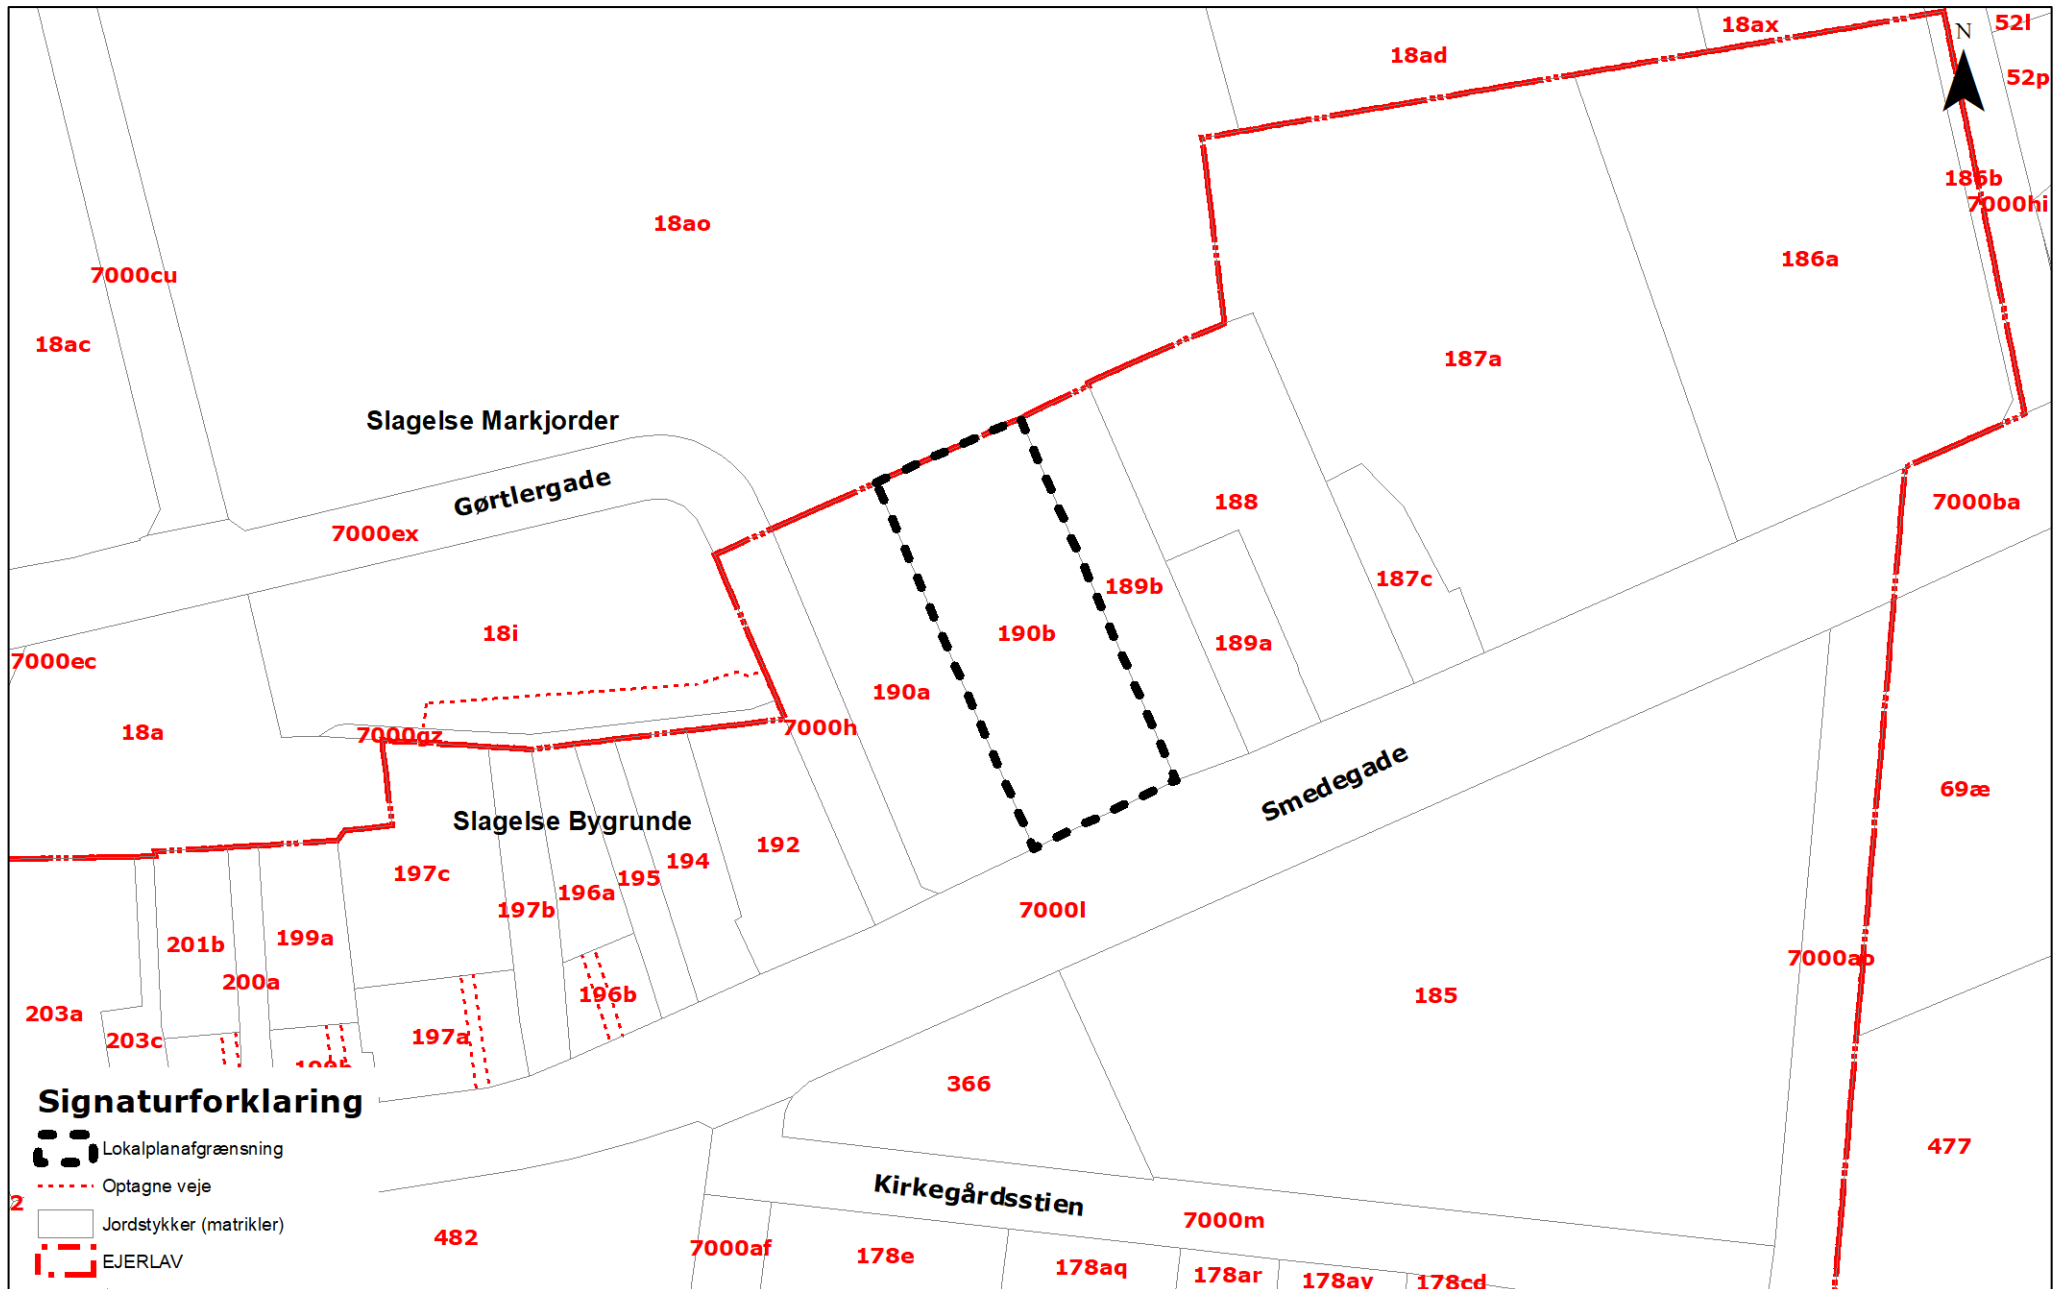 18ax
52l
N
18ad
52p
186b
7000hi
18ao
186a
7000cu
18ac
187a
Slagelse Markjorder
Gørtlergade
7000ex
188
7000ba
187c
189b
18i
190b
189a
7000ec
190a
18a
7000gz
7000h
Smedegade
69æ
Slagelse Bygrunde
192
194
197c
195
196a
197b
7000l
199a
201b
7000ab
200a
196b
185
203a
197a
203c
366
Signaturforklaring
Lokalplanafgrænsning
477
Optagne veje
Kirkegårdsstien
2
Jordstykker (matrikler)
7000m
482
7000af
178e
EJERLAV
178aq
178ar
178av
178cd